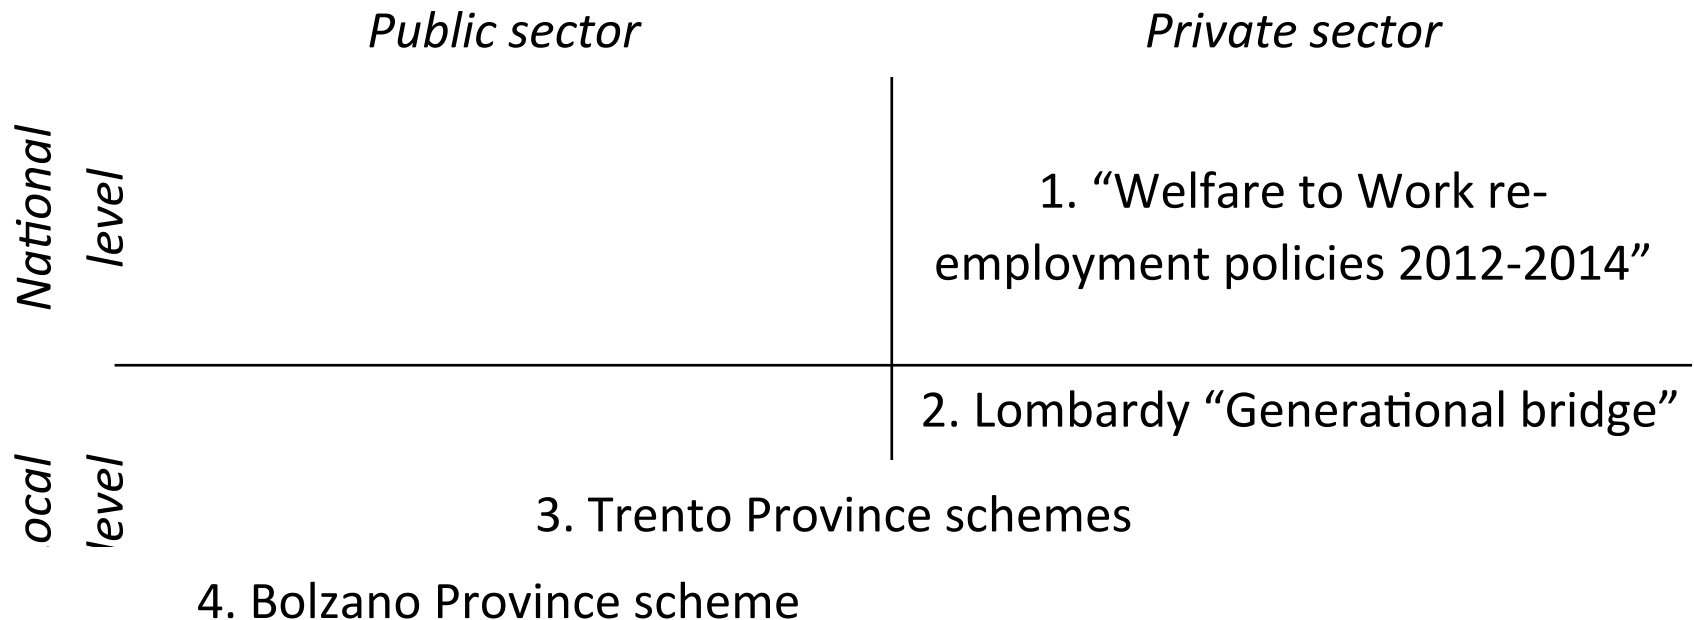 Public sector
Private sector
National
level
1. “Welfare to Work re-
employment policies 2012-2014”
2. Lombardy “Generational bridge”
ocal
level
3. Trento Province schemes
4. Bolzano Province scheme